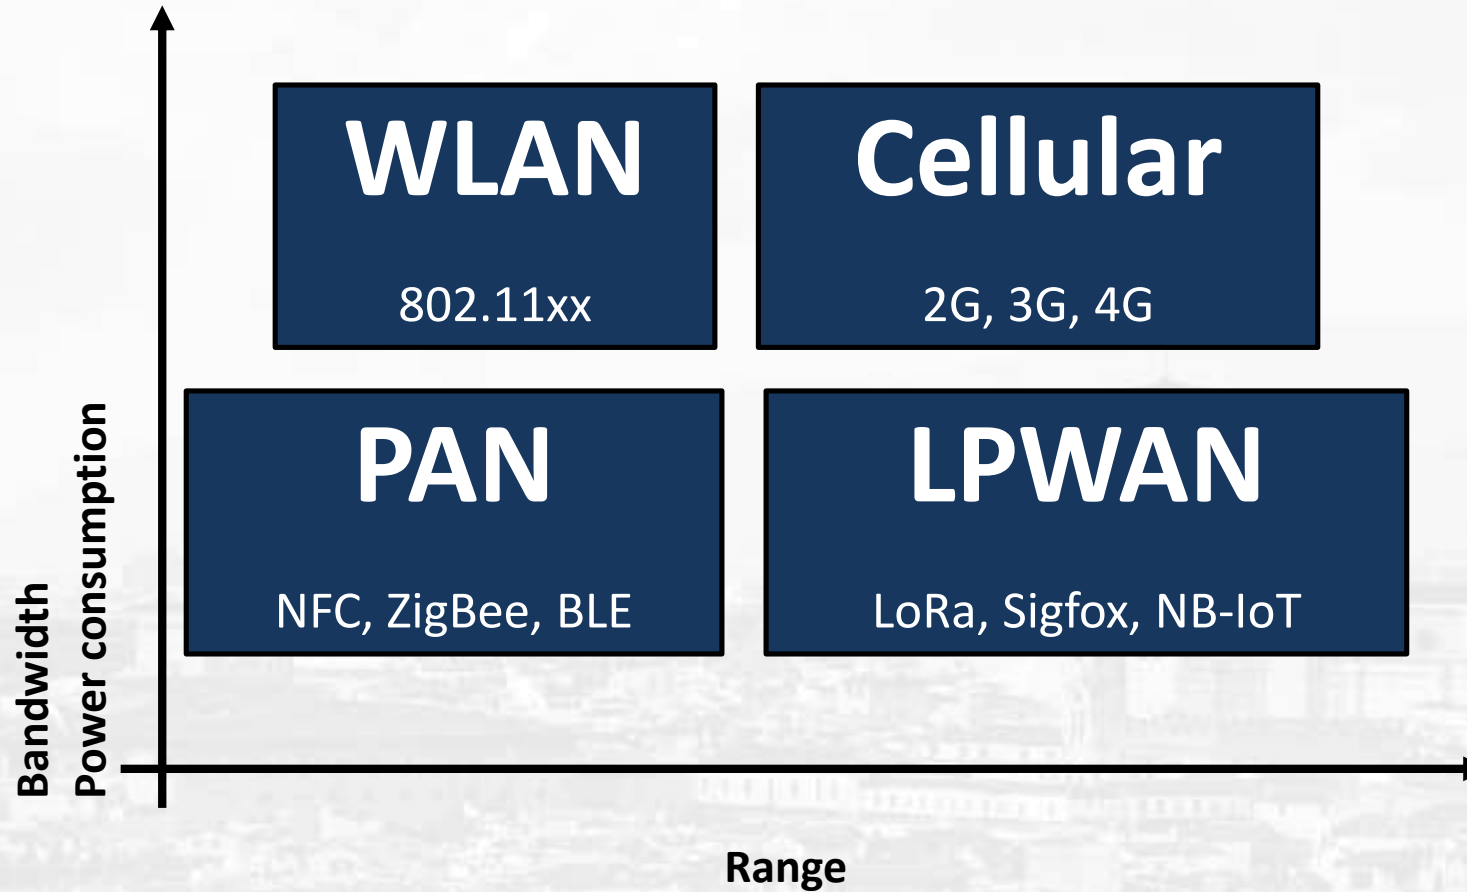 WLAN
802.11xx
Cellular
2G, 3G, 4G
PAN
NFC, ZigBee, BLE
LPWAN
LoRa, Sigfox, NB-IoT
Bandwidth
Power consumption
Range